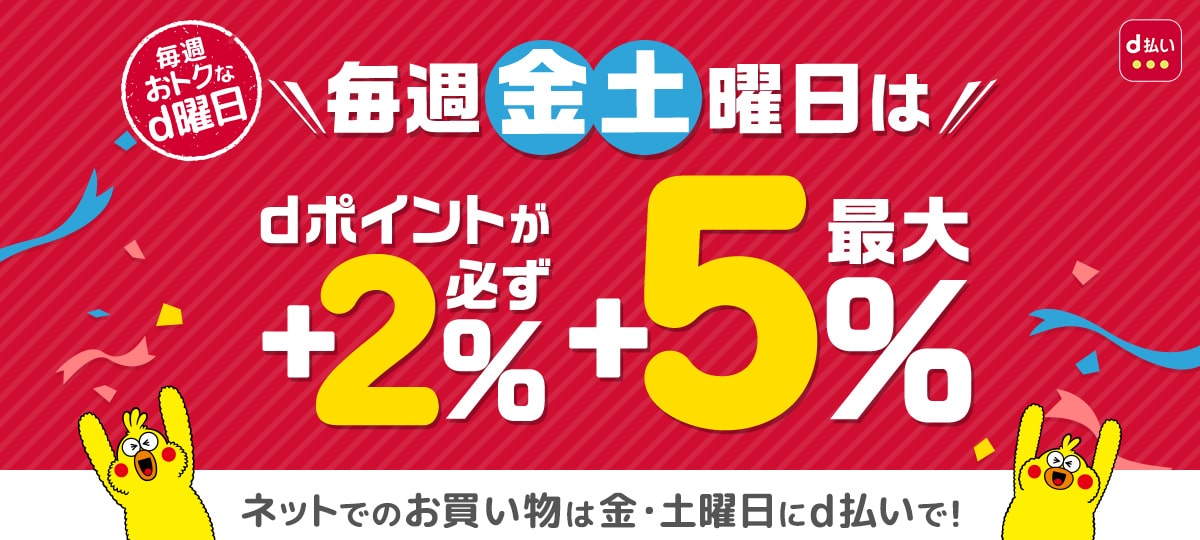 毎週
おトクな
d曜日
毎週金土曜日は
d払い
dポイントが
必ず
+2%
最大
+5%
ネットでのお買い物は金・土曜日にd払いで!